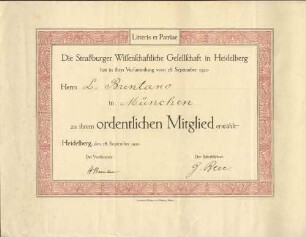 Litteris et Patriae
Die Straßburger Wissenschaftliche Gesellschaft in Heidelberg
hat in ihrer Versammlung vom 18. September 1920
Herrn L. Brentano
in München
zu ihrem ordentlichen Mitglied erwählt
Heidelberg, den 18. September 1920
Der Vorsitzende: Der Schriftführer: